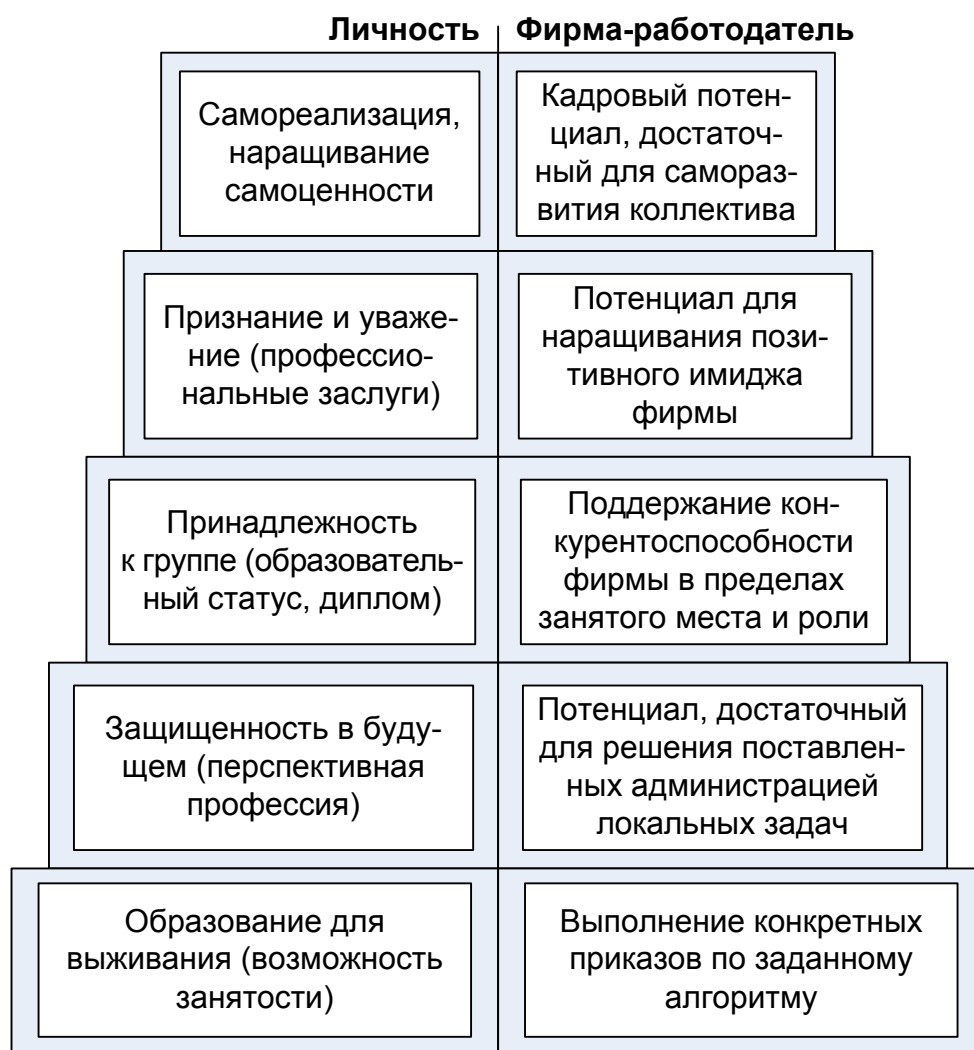 Личность Фирма-работодатель
Самореализация,
наращивание
самоценности
Кадровый потен-
циал, достаточ-
ный для самораз-
вития коллектива
Признание и уваже-
ние (профессио-
нальные заслуги)
Потенциал для
наращивания пози-
тивного имиджа
фирмы
Принадлежность
к группе (образователь-
ный статус, диплом)
Поддержание кон-
курентоспособности
фирмы в пределах
занятого места и роли
Защищенность в буду-
щем (перспективная
профессия)
Потенциал, достаточный
для решения поставлен-
ных администрацией
локальных задач
Образование для
выживания (возможность
занятости)
Выполнение конкретных
приказов по заданному
алгоритму